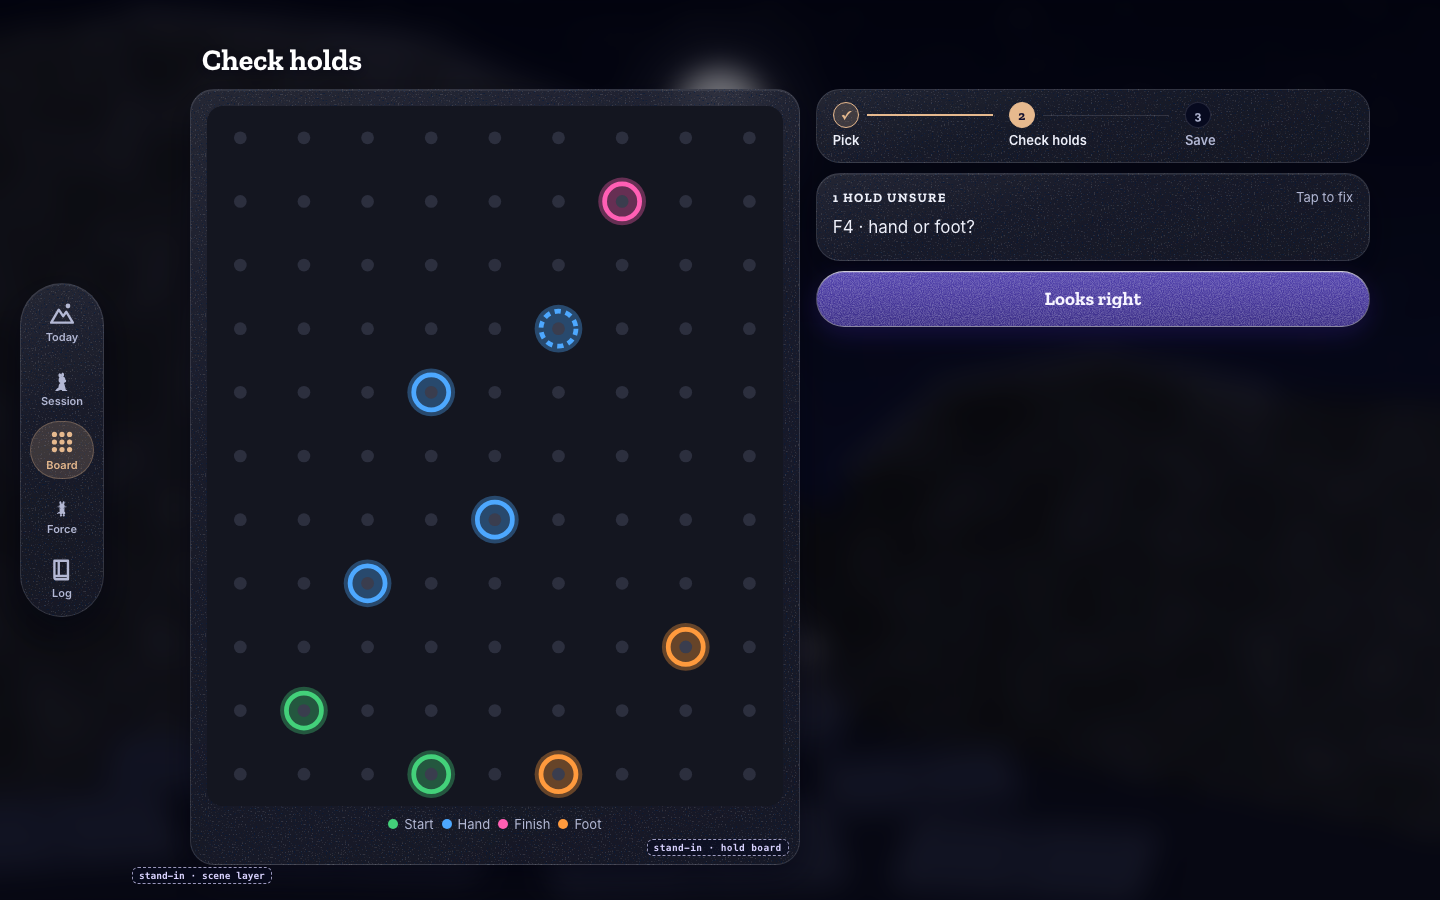 Check holds
✓
2
3
Pick
Check holds
Save
1 HOLD UNSURE
Tap to fix
F4 · hand or foot?
Looks right
Today
Session
Board
Force
Log
Start
Hand
Finish
Foot
stand-in · hold board
stand-in · scene layer